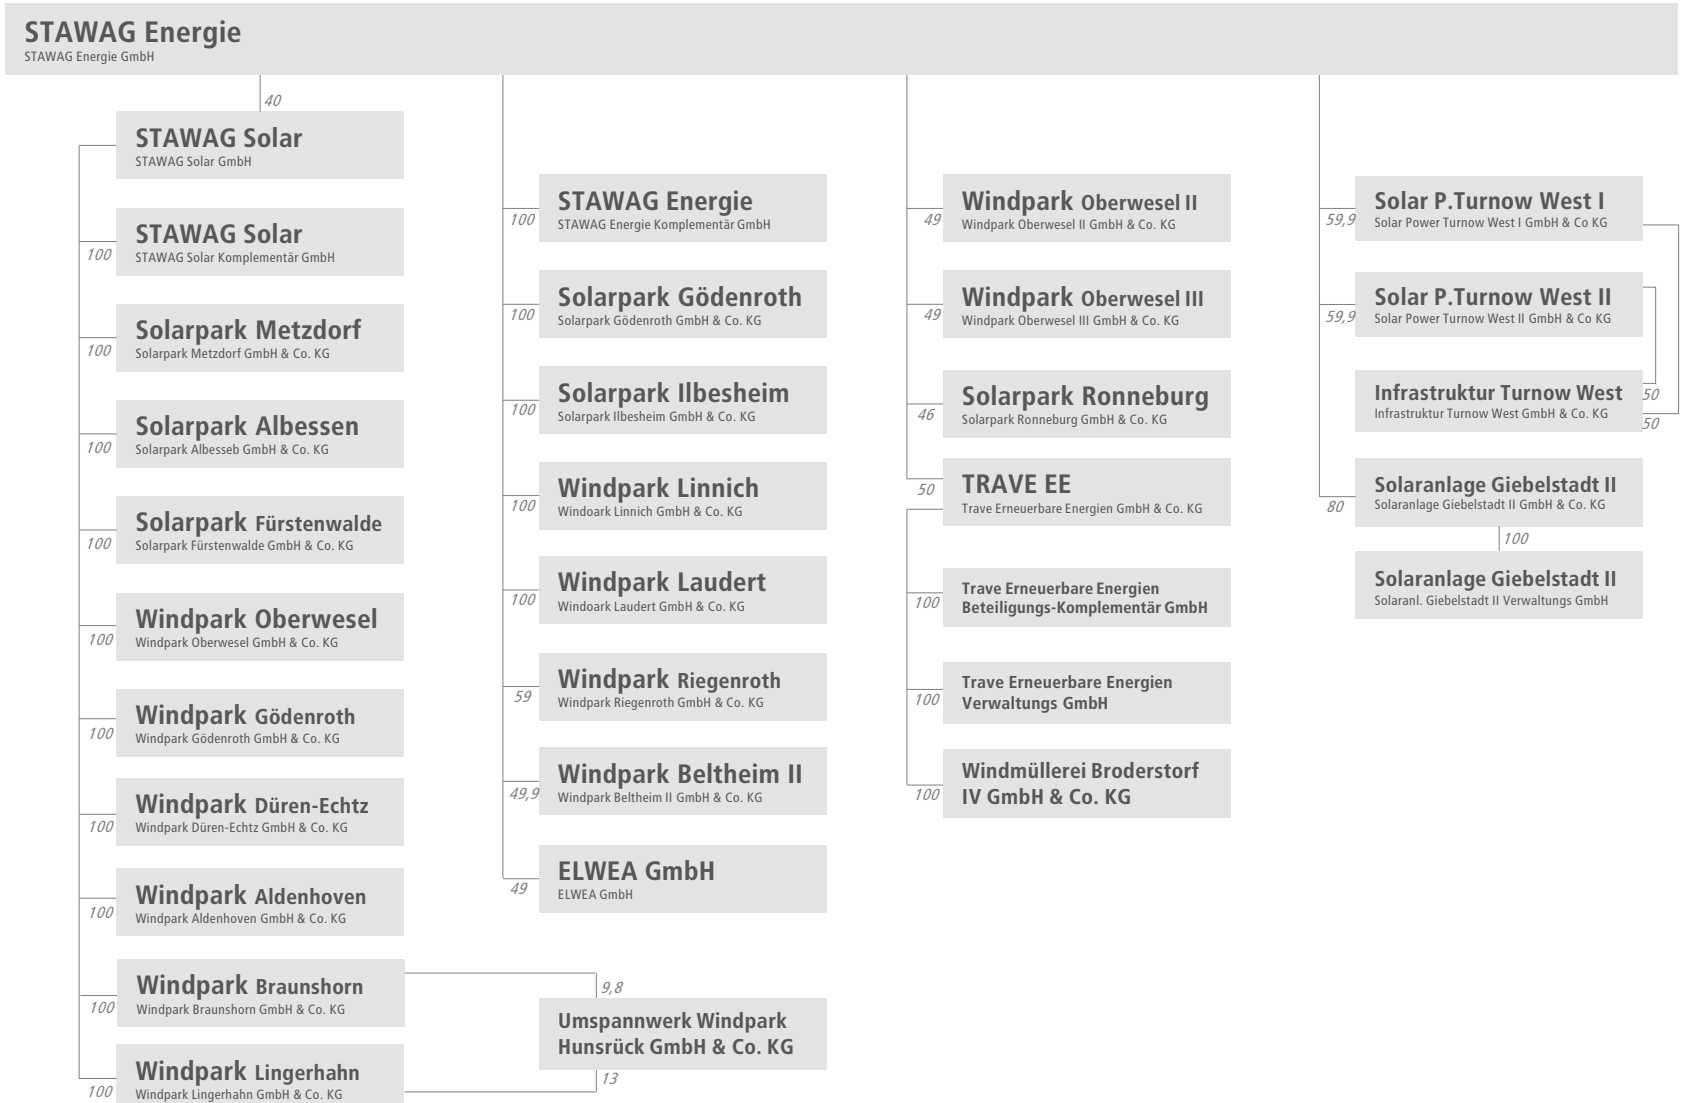 STAWAG Energie
STAWAG Energie GmbH
40
STAWAG Solar
STAWAG Solar GmbH
STAWAG Solar
STAWAG Solar Komplementär GmbH
100
Solarpark Metzdorf
Solarpark Metzdorf GmbH & Co. KG
100
Solarpark Albessen
Solarpark Albesseb GmbH & Co. KG
100
Solarpark Fürstenwalde
Solarpark Fürstenwalde GmbH & Co. KG
100
Windpark Oberwesel
Windpark Oberwesel GmbH & Co. KG
100
Windpark Gödenroth
Windpark Gödenroth GmbH & Co. KG
100
Windpark Düren-Echtz
Windpark Düren-Echtz GmbH & Co. KG
100
Windpark Aldenhoven
Windpark Aldenhoven GmbH & Co. KG
100
Windpark Braunshorn
Windpark Braunshorn GmbH & Co. KG
100
Windpark Lingerhahn
Windpark Lingerhahn GmbH & Co. KG
100
STAWAG Energie
STAWAG Energie Komplementär GmbH
100
Solarpark Gödenroth
Solarpark Gödenroth GmbH & Co. KG
100
Solarpark Ilbesheim
Solarpark Ilbesheim GmbH & Co. KG
100
Windpark Linnich
Windoark Linnich GmbH & Co. KG
100
Windpark Laudert
Windoark Laudert GmbH & Co. KG
100
Windpark Riegenroth
Windpark Riegenroth GmbH & Co. KG
59
Windpark Beltheim II
Windpark Beltheim II GmbH & Co. KG
49,9
ELWEA GmbH
ELWEA GmbH
49
9,8
Umspannwerk Windpark
Hunsrück GmbH & Co. KG
13
Windpark Oberwesel II
Windpark Oberwesel II GmbH & Co. KG
49
Windpark Oberwesel III
Windpark Oberwesel III GmbH & Co. KG
49
Solarpark Ronneburg
Solarpark Ronneburg GmbH & Co. KG
46
TRAVE EE
Trave Erneuerbare Energien GmbH & Co. KG
50
Trave Erneuerbare Energien
Beteiligungs-Komplementär GmbH
100
Trave Erneuerbare Energien
Verwaltungs GmbH
100
Windmüllerei Broderstorf
IV GmbH & Co. KG
100
Solar P.Turnow West I
Solar Power Turnow West I GmbH & Co KG
59,9
Solar P.Turnow West II
Solar Power Turnow West II GmbH & Co KG
59,9
Infrastruktur Turnow West
Infrastruktur Turnow West GmbH & Co. KG
50
50
Solaranlage Giebelstadt II
Solaranlage Giebelstadt II GmbH & Co. KG
80
100
Solaranlage Giebelstadt II
Solaranl. Giebelstadt II Verwaltungs GmbH